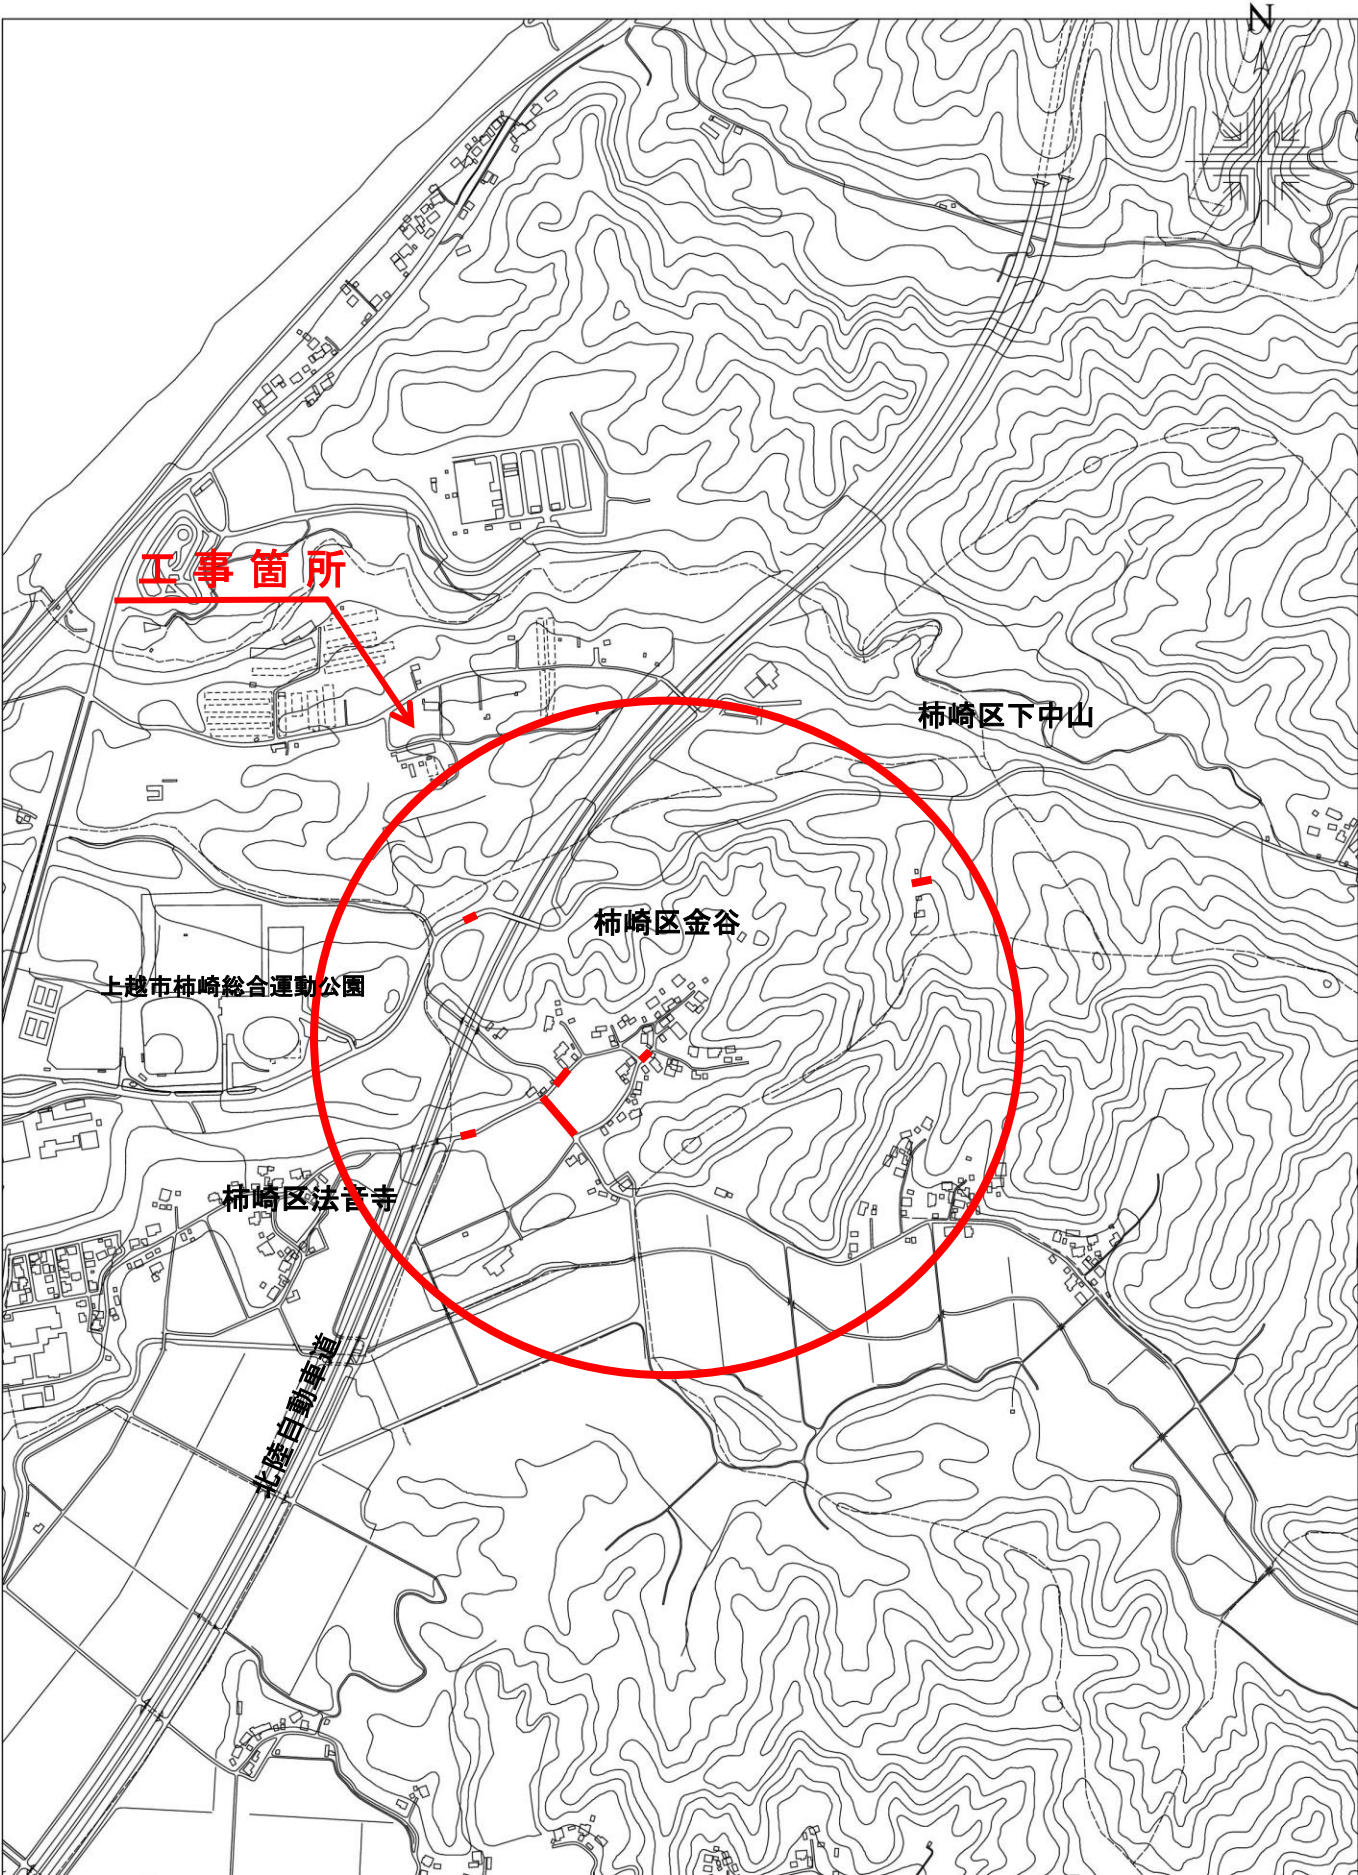 N
工事箇所
柿崎区下中山
柿崎区金谷
上越市柿崎総合運動公園
柿崎区法音寺
北陸自動車道